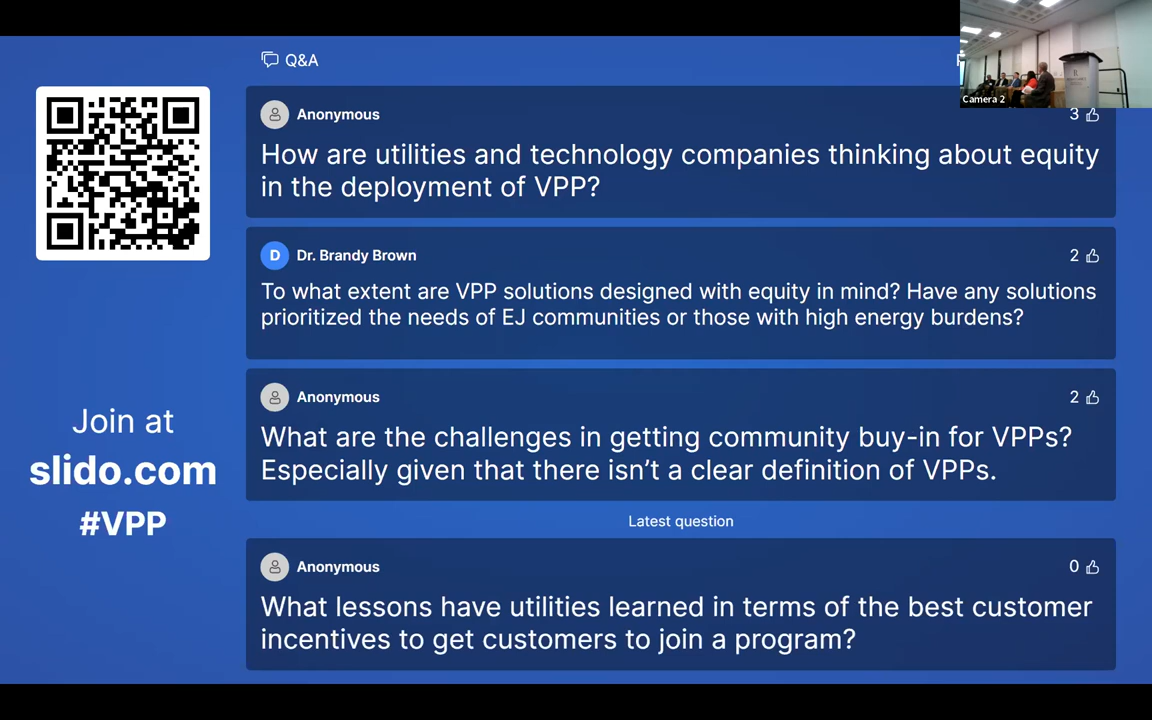 Q&A
Camera 2
Anonymous
3
How are utilities and technology companies thinking about equity
in the deployment of VPP?
D
Dr. Brandy Brown
2
To what extent are VPP solutions designed with equity in mind? Have any solutions
prioritized the needs of EJ communities or those with high energy burdens?
Anonymous
2
What are the challenges in getting community buy-in for VPPs?
Especially given that there isn't a clear definition of VPPs.
Join at
slido.com
#VPP
Latest question
Anonymous
0
What lessons have utilities learned in terms of the best customer
incentives to get customers to join a program?